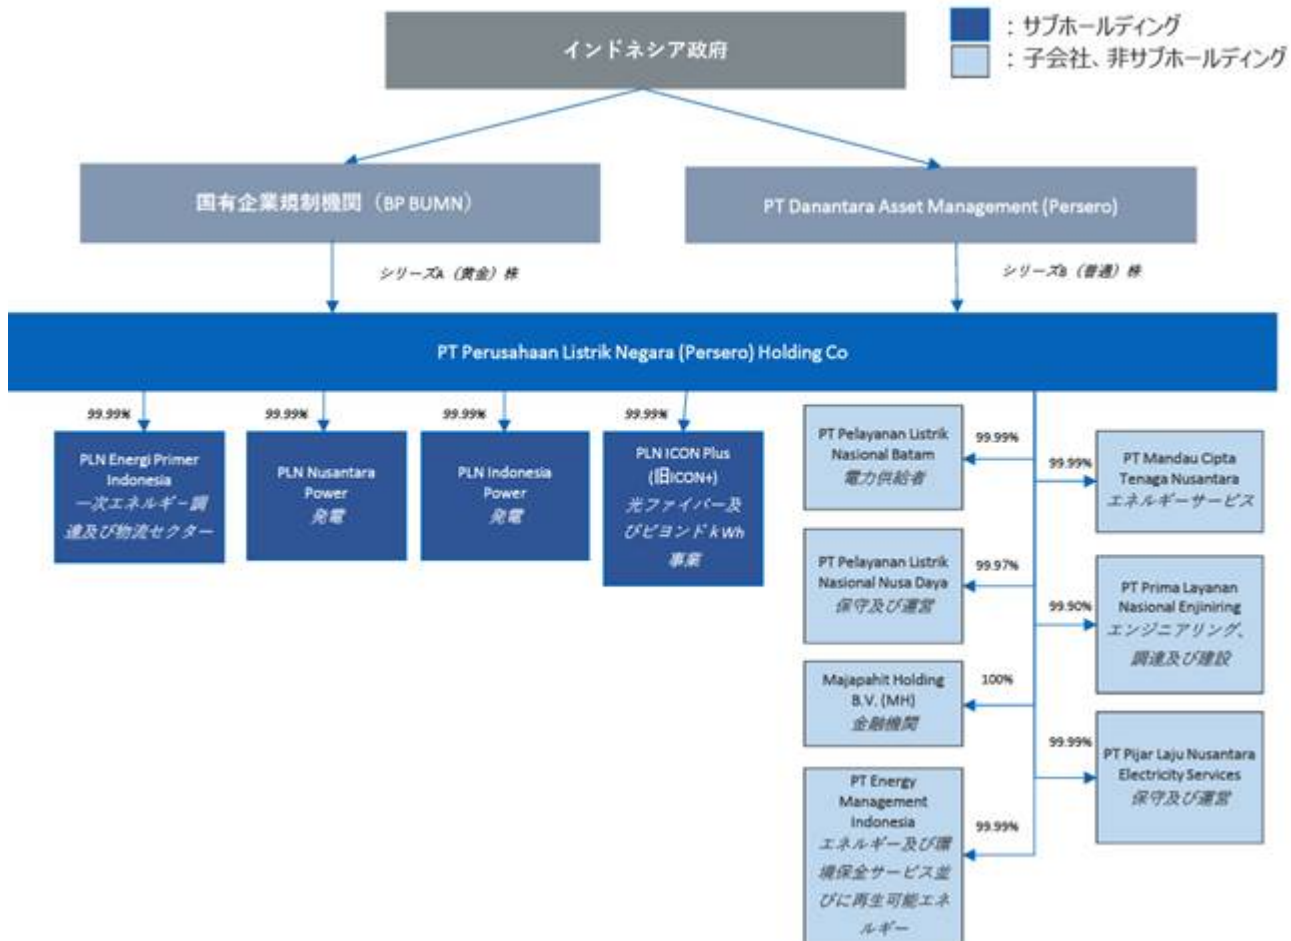 インドネシア政府
：サブホールディング
：子会社、非サブホールディング
国有企業規制機関（BP BUMN）
PT Danantara Asset Management (Persero)
シリーズA（黄金）株
シリーズB（普通）株
PT Perusahaan Listrik Negara (Persero) Holding Co
99.99%
99.99%
99.99%
99.99%
PLN Energi Primer
Indonesia
一次エネルギー調
達及び物流セクター
PLN Nusantara
Power
発電
PLN Indonesia
Power
発電
PLN ICON Plus
(旧ICON+)
光ファイバー及
びビヨンドkWh
事業
PT Pelayanan Listrik
Nasional Batam
電力供給者
99.99%
99.99%
PT Mandau Cipta
Tenaga Nusantara
エネルギーサービス
PT Pelayanan Listrik
Nasional Nusa Daya
保守及び運営
99.97%
99.90%
PT Prima Layanan
Nasional Enjiniring
エンジニアリング、
調達及び建設
Majapahit Holding
B.V. (MH)
金融機関
100%
99.99%
PT Pijar Laju Nusantara
Electricity Services
保守及び運営
PT Energy
Management
Indonesia
エネルギー及び環
境保全サービス並
びに再生可能エネ
ルギー
99.99%